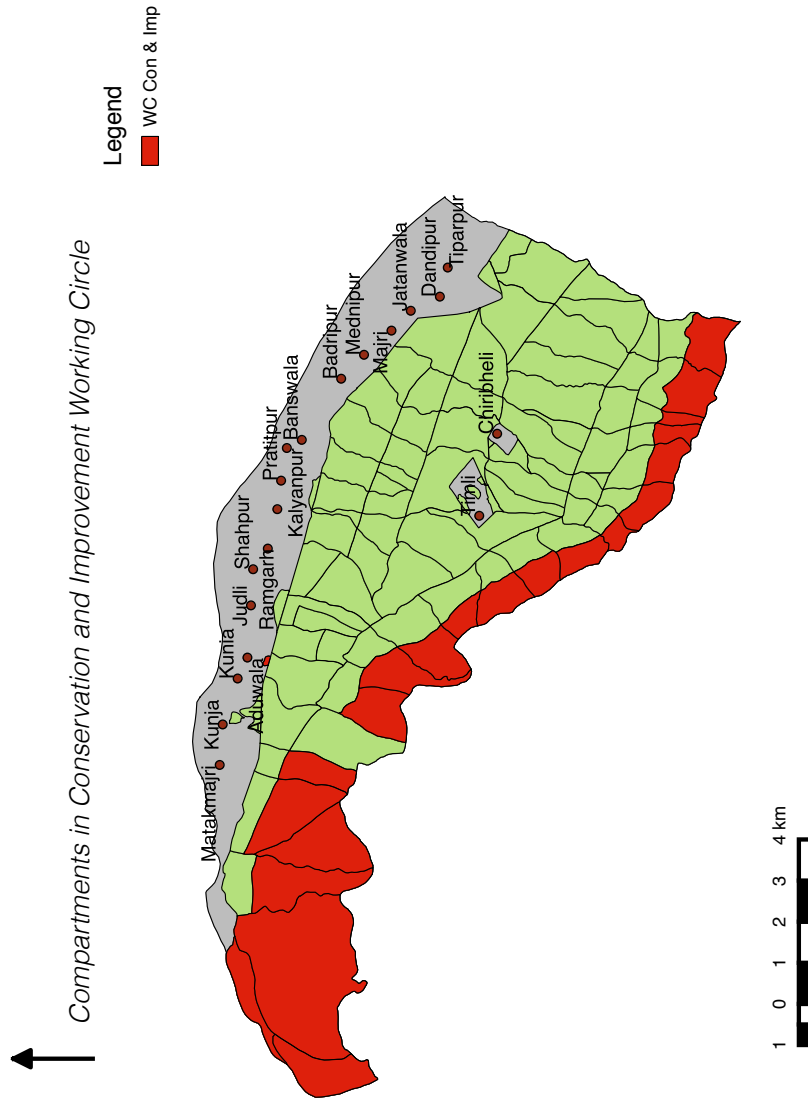 Compartments in Conservation and Improvement Working Circle
Legend
WC Con & Imp
Matakmajri
Kunja
Kunia
Aduwala
Judli
Ramgarh
Shahpur
Kalyanpur
Pratitpur
Banswala
Badripur
Mednipur
Majri
Jatanwala
Dandipur
Tiparpur
Timli
Chiribheli
1 0 1 2 3 4 km